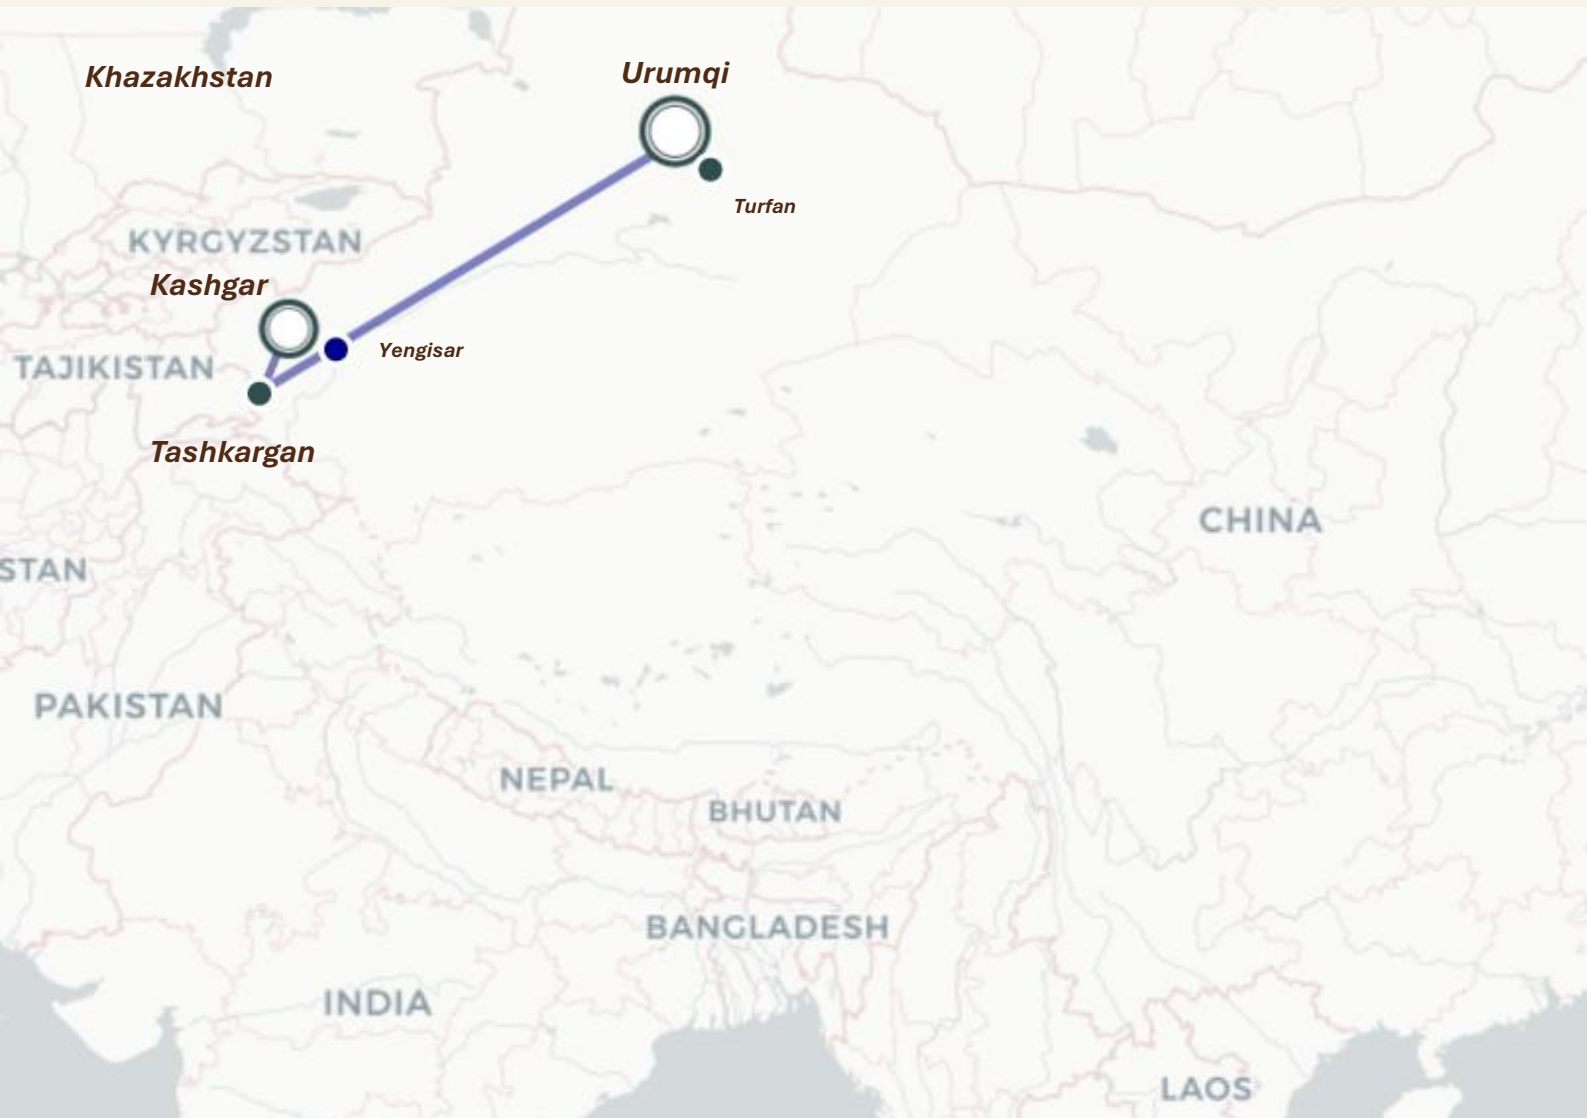 Khazakhstan
Urumqi
Turfan
KYRGYZSTAN
Kashgar
Yengisar
TAJIKISTAN
Tashkargan
CHINA
STAN
PAKISTAN
NEPAL
BHUTAN
BANGLADESH
INDIA
LAOS